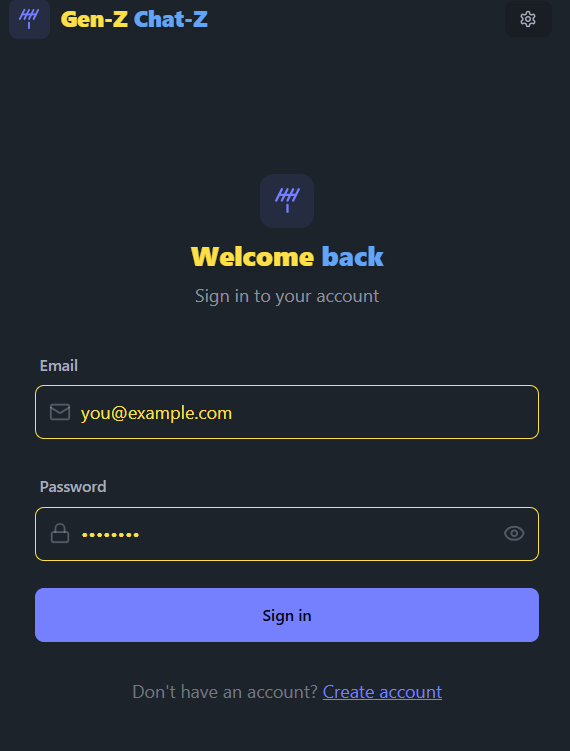 Gen-Z Chat-Z
Welcome back
Sign in to your account
Email
you@example.com
Password
••••••••
Sign in
Don't have an account? Create account